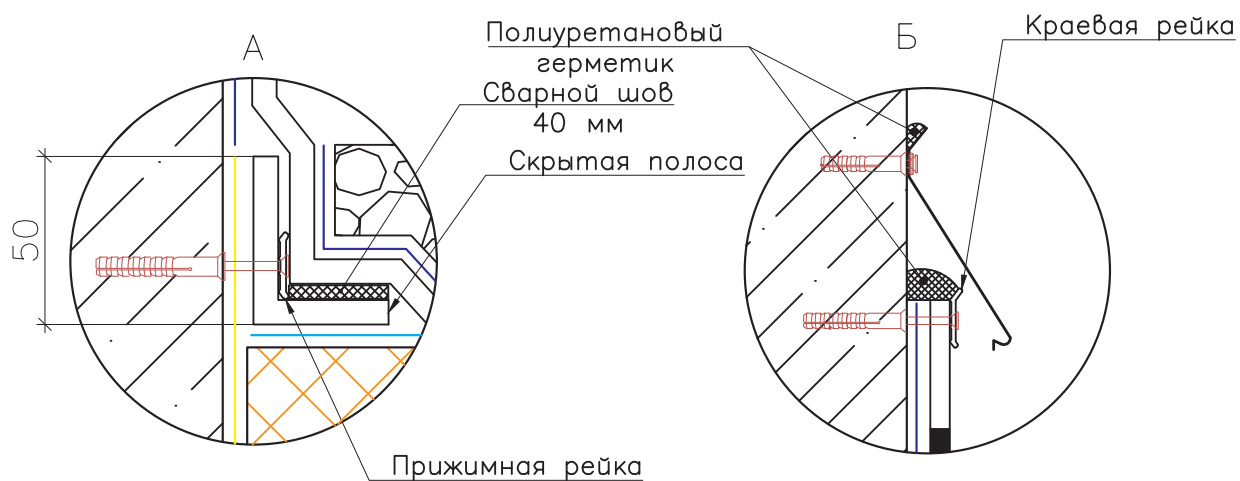 А
Полиуретановый
герметик
Сварной шов
40 мм
Скрытая полоса
50
Прижимная рейка
Б
Краевая рейка